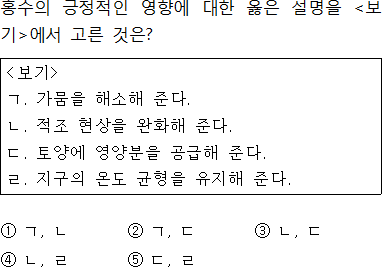 홍수의 긍정적인 영향에 대한 옳은 설명을 <보
기>에서 고른 것은?
<보기>
ㄱ. 가뭄을 해소해 준다.
ㄴ. 적조 현상을 완화해 준다.
ㄷ. 토양에 영양분을 공급해 준다.
ㄹ. 지구의 온도 균형을 유지해 준다.
① ㄱ, ㄴ ② ㄱ, ㄷ ③ ㄴ, ㄷ
④ ㄴ, ㄹ ⑤ ㄷ, ㄹ